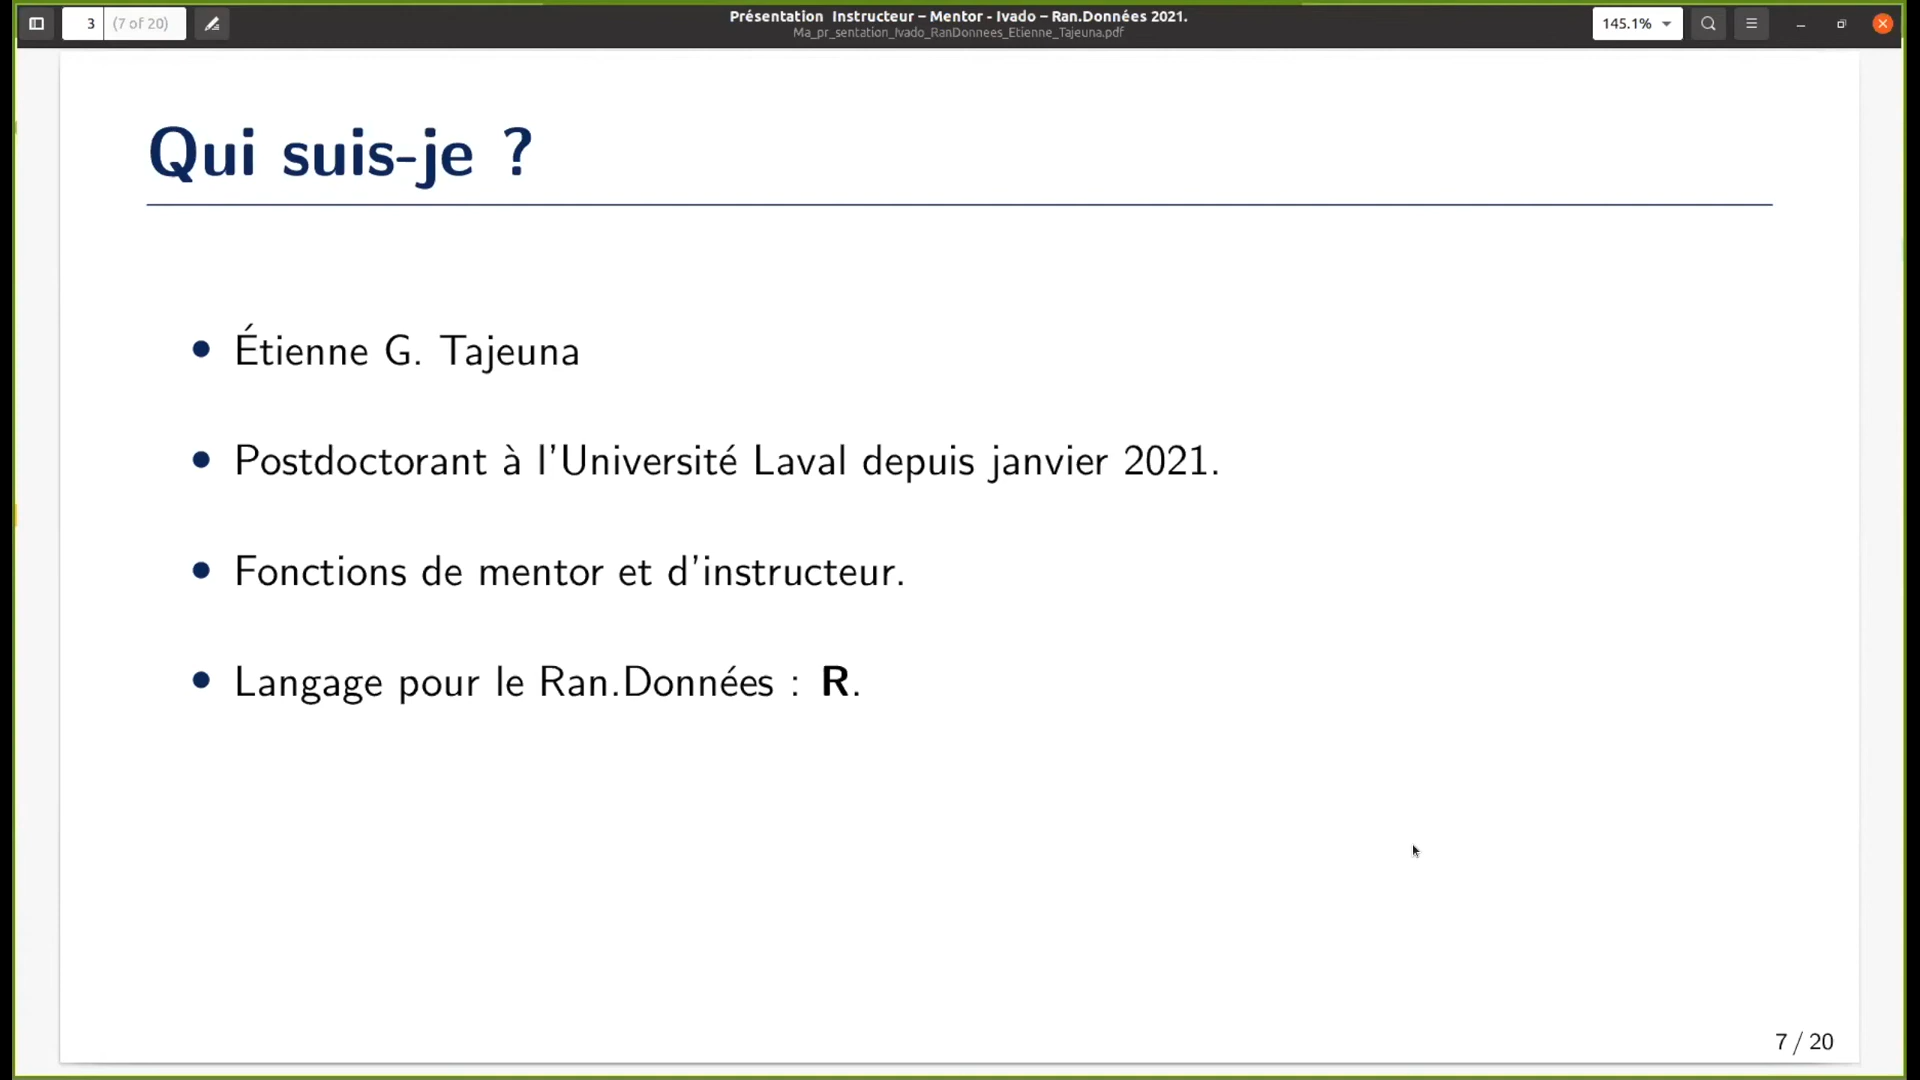 3 (7 of 20)
Présentation Instructeur – Mentor - Ivado – Ran.Données 2021.
Ma_pr_sentation_Ivado_RanDonnees_Etienne_Tajeuna.pdf
145.1%
Qui suis-je ?
Étienne G. Tajeuna
Postdoctorant à l'Université Laval depuis janvier 2021.
Fonctions de mentor et d'instructeur.
Langage pour le Ran.Données : R.
7 / 20